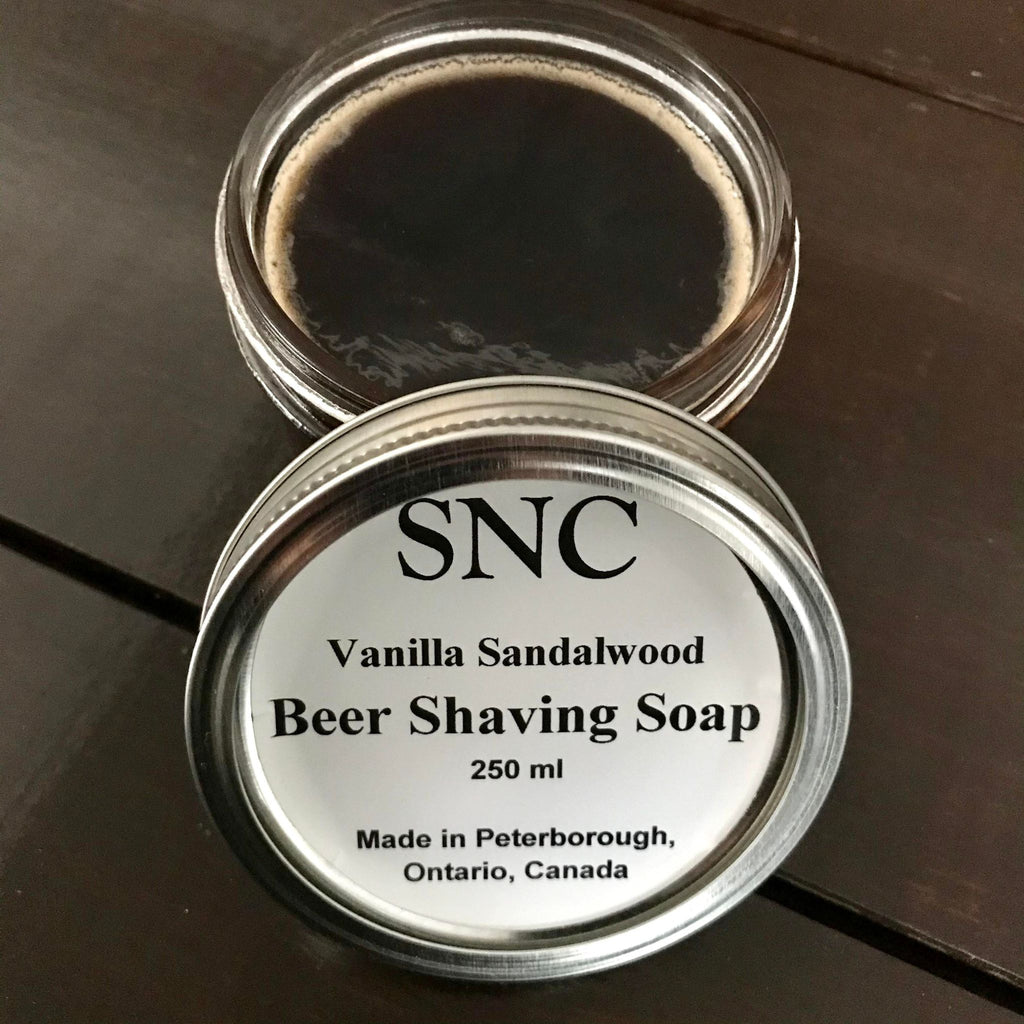 SNC
Vanilla Sandalwood
Beer Shaving Soap
250 ml
Made in Peterborough,
Ontario, Canada